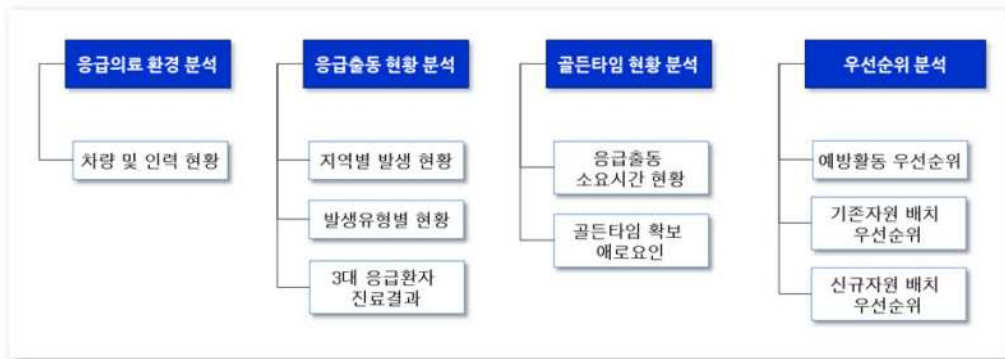 응급의료 환경 분석
차량 및 인력 현황
응급출동 현황 분석
지역별 발생 현황
발생유형별 현황
3대 응급환자
진료결과
골든타임 현황 분석
응급출동
소요시간 현황
골든타임 확보
애로요인
우선순위 분석
예방활동 우선순위
기존자원 배치
우선순위
신규자원 배치
우선순위